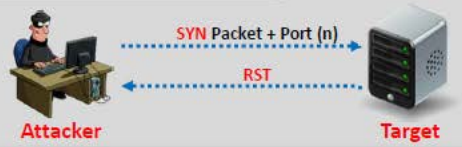 SYN Packet + Port (n)
RST
Attacker
Target